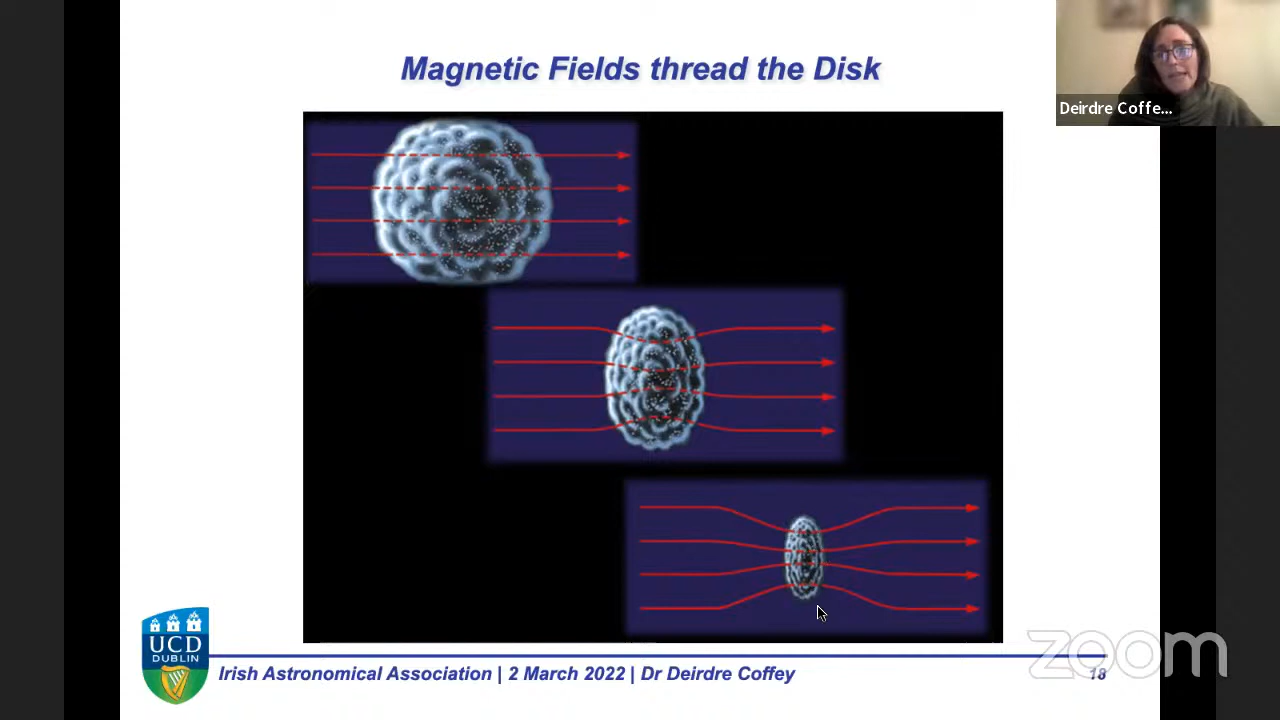 Magnetic Fields thread the Disk
Deirdre Coffe...
UCD
DUBLIN
Irish Astronomical Association | 2 March 2022 | Dr Deirdre Coffey
18
zoom